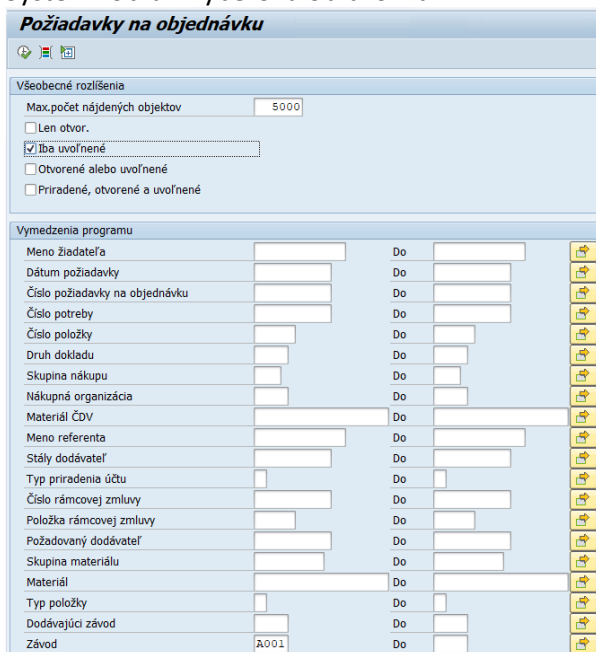 Požiadavky na objednávku
Všeobecné rozlíšenia
Max.počet nájdených objektov 5000
Len otvor.
Iba uvoľnené
Otvorené alebo uvoľnené
Priradené, otvorené a uvoľnené
Vymedzenia programu
Meno žiadateľa Do
Dátum požiadavky Do
Číslo požiadavky na objednávku Do
Číslo potreby Do
Číslo položky Do
Druh dokladu Do
Skupina nákupu Do
Nákupná organizácia Do
Materiál ČDV Do
Meno referenta Do
Stály dodávateľ Do
Typ priradenia účtu Do
Číslo rámcovej zmluvy Do
Položka rámcovej zmluvy Do
Požadovaný dodávateľ Do
Skupina materiálu Do
Materiál Do
Typ položky Do
Dodávajúci závod Do
Závod A001 Do